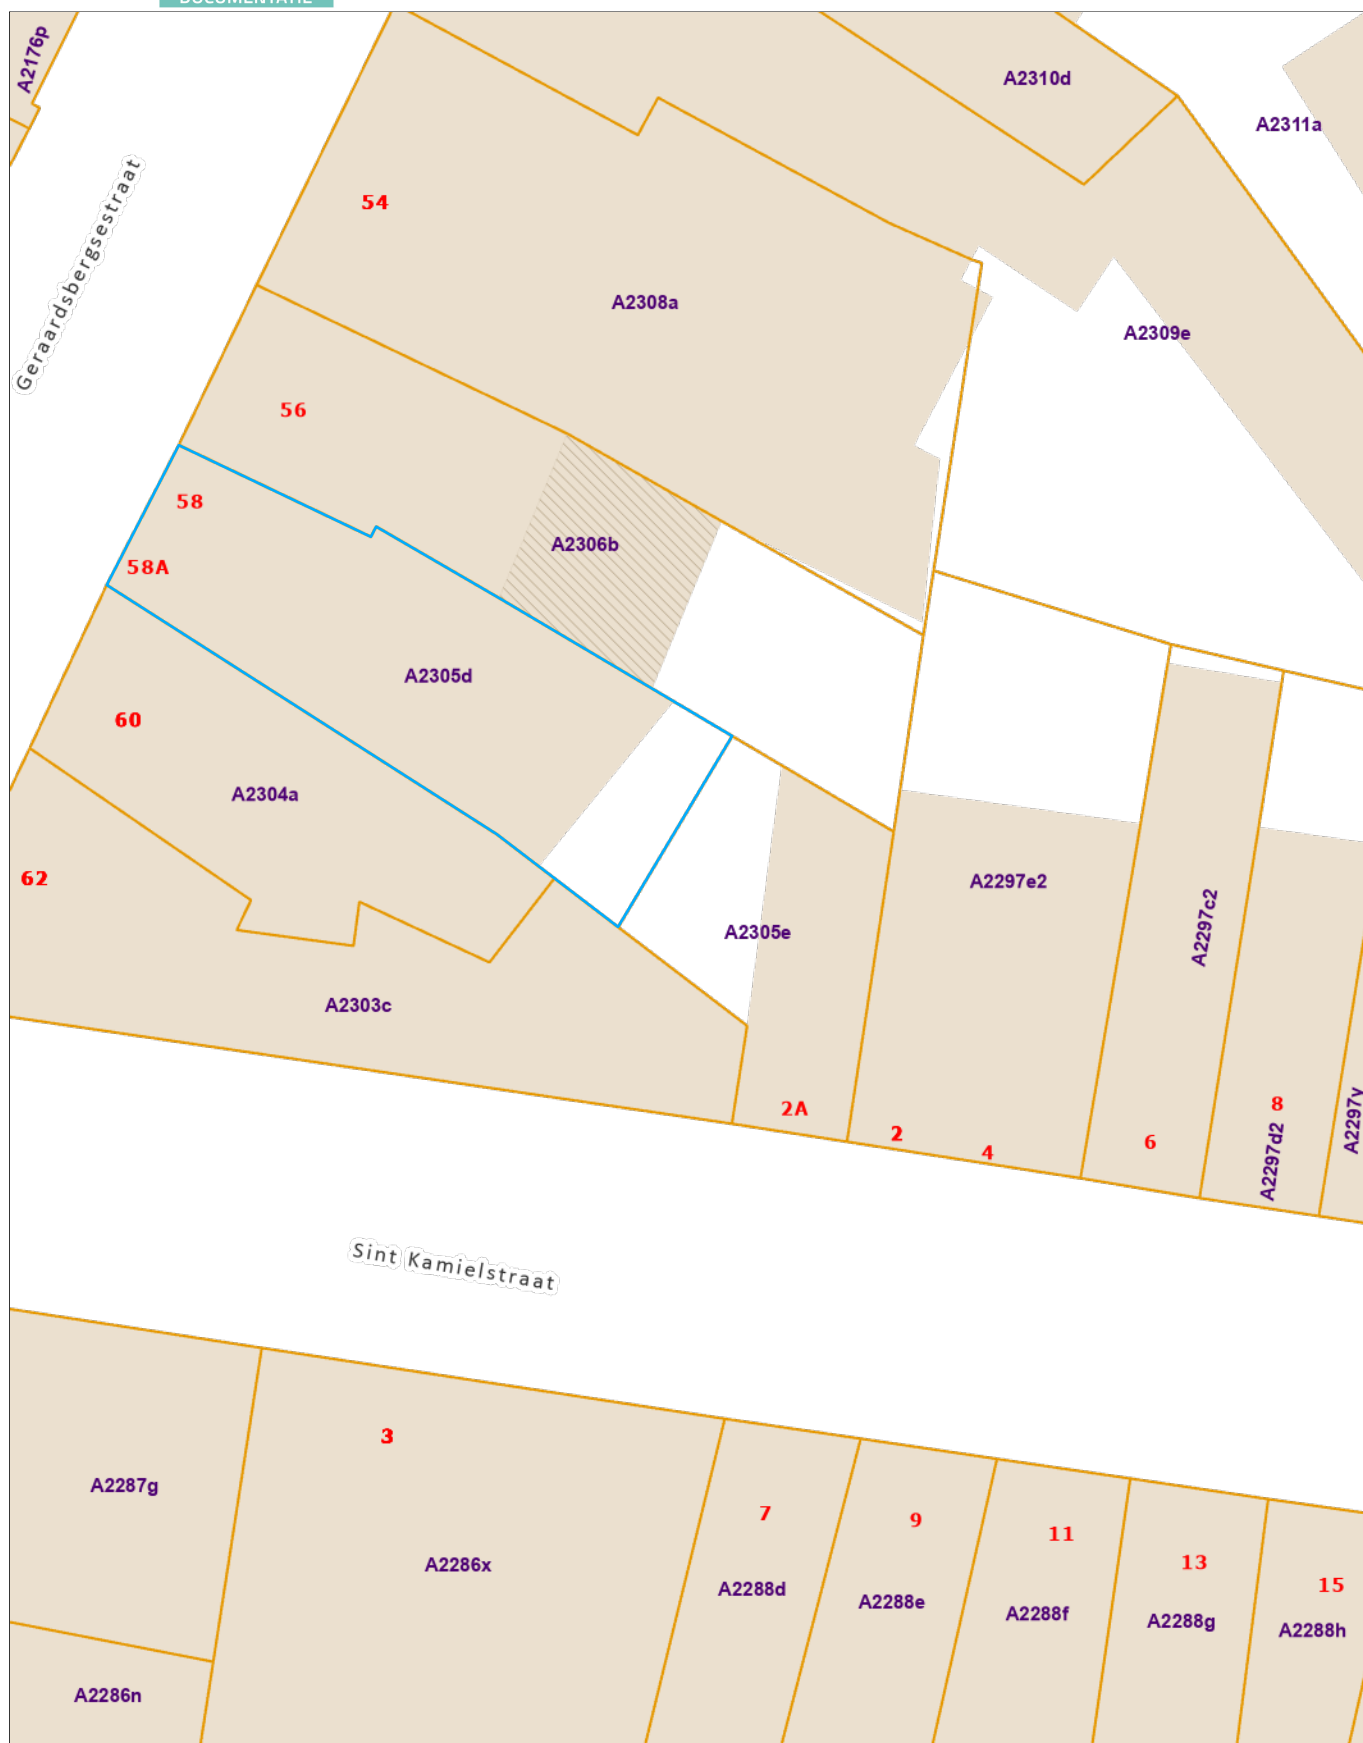 DOCUMENTATIE
A2176p
A2310d
A2311a
Geraardsbergsestraat
54
A2308a
A2309e
56
58
A2306b
58A
A2305d
60
A2304a
62
A2297e2
A2297c2
A2305e
A2303c
2A
2
4
6
8
A2297d2
A2297y
Sint Kamielstraat
3
A2287g
7
9
11
13
15
A2286x
A2288d
A2288e
A2288f
A2288g
A2288h
A2286n